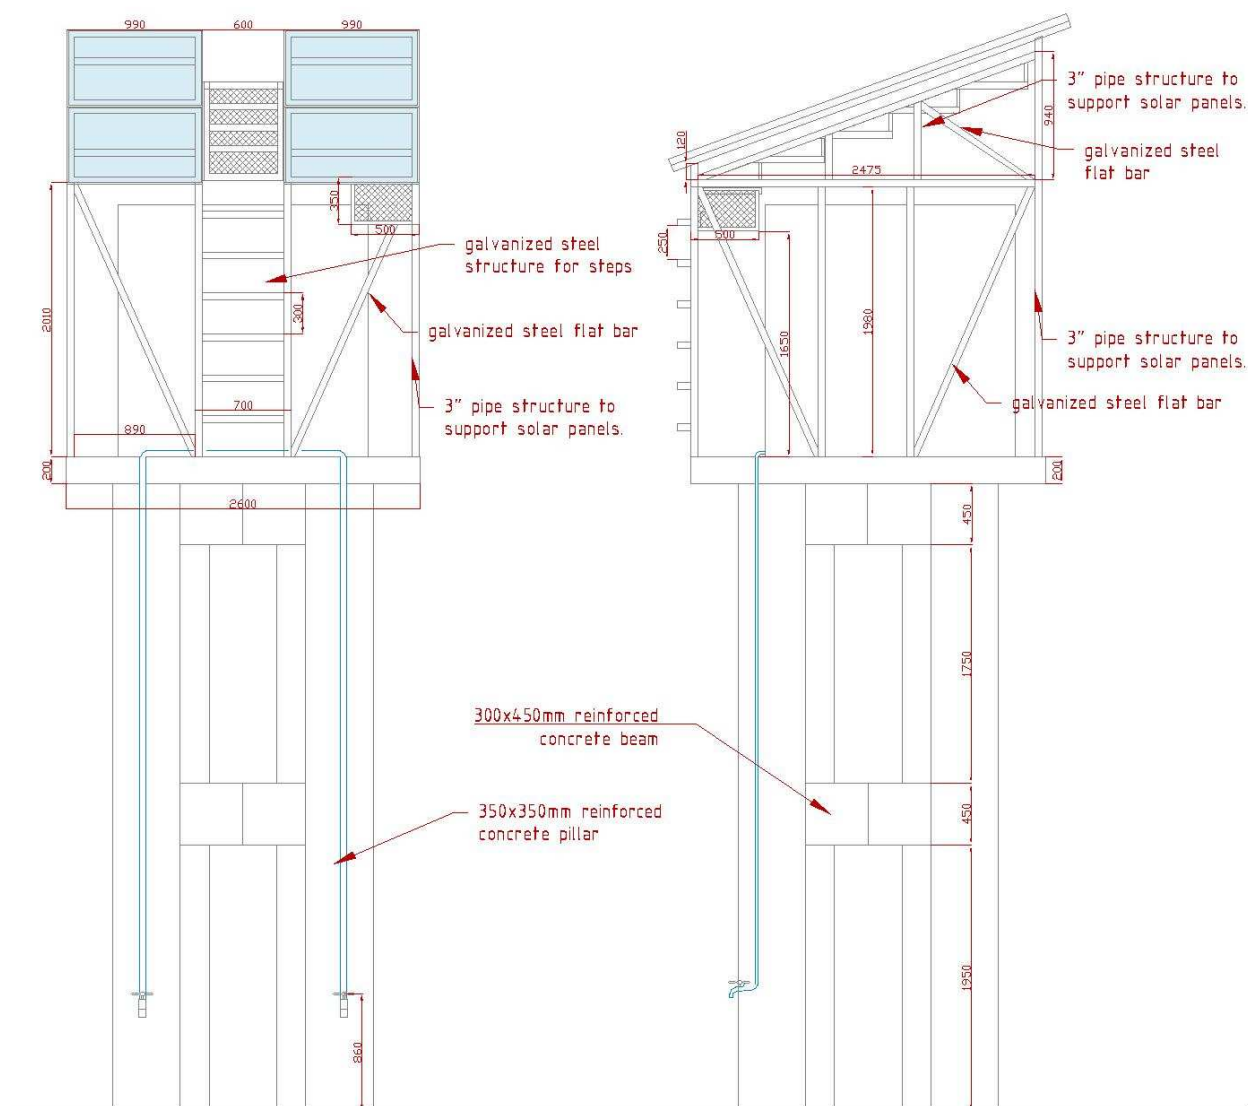 990
600
990
350
500
galvanized steel
structure for steps
300
galvanized steel flat bar
2010
700
3" pipe structure to
support solar panels.
890
200
2600
860
3" pipe structure to
support solar panels.
940
galvanized steel
flat bar
120
2475
500
250
1980
1650
3" pipe structure to
support solar panels.
galvanized steel flat bar
200
450
1750
300x450mm reinforced
concrete beam
450
350x350mm reinforced
concrete pillar
1950